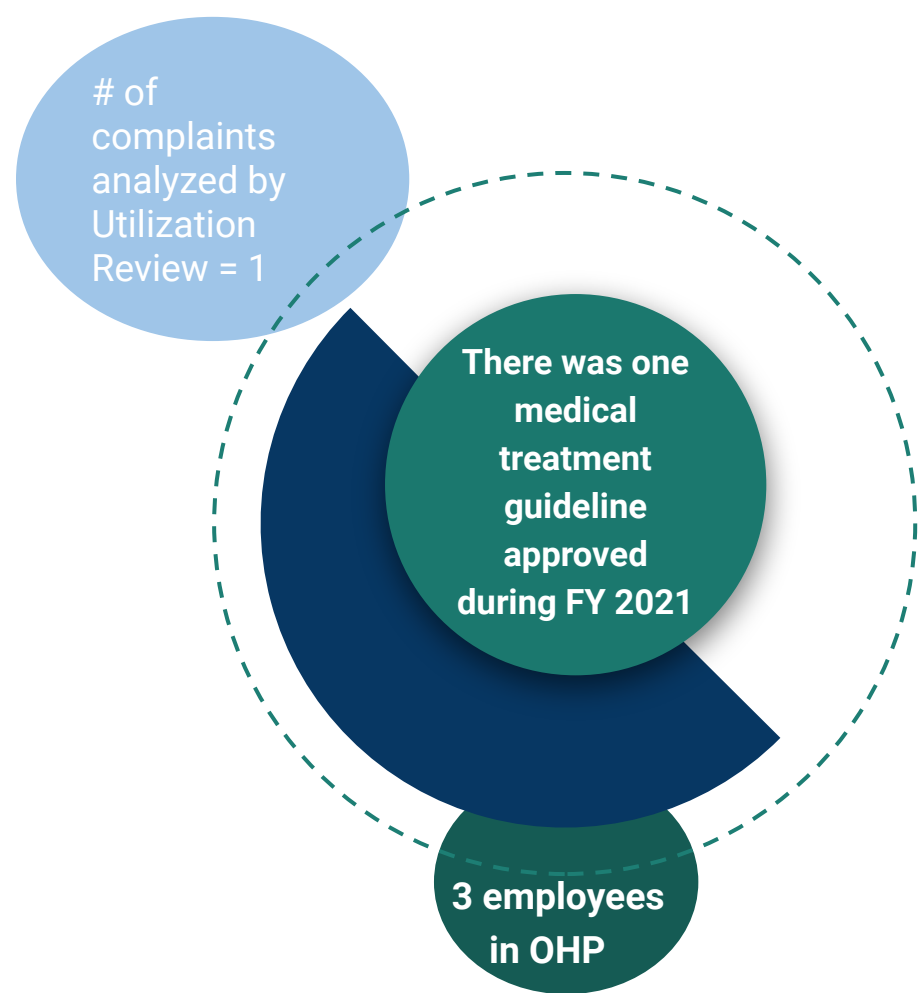 # of
complaints
analyzed by
Utilization
Review = 1
There was one
medical
treatment
guideline
approved
during FY 2021
3 employees
in OHP